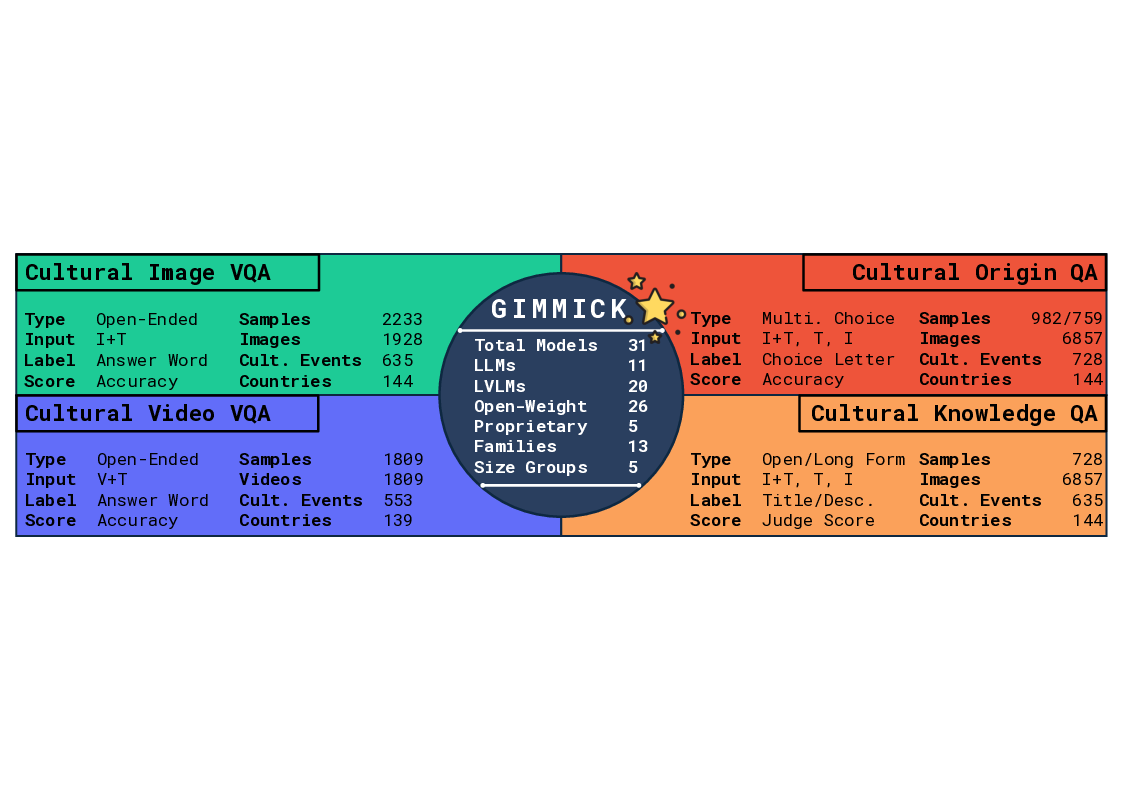 Cultural Image VQA
Type Open-Ended Samples 2233
Input I+T Images 1928
Label Answer Word Cult. Events 635
Score Accuracy Countries 144
Cultural Origin QA
Type Multi. Choice Samples 982/759
Input I+T, T, I Images 6857
Label Choice Letter Cult. Events 728
Score Accuracy Countries 144
GIMMICK
Total Models 31
LLMs 11
LVLMs 20
Open-Weight 26
Proprietary 5
Families 13
Size Groups 5
Cultural Video VQA
Type Open-Ended Samples 1809
Input V+T Videos 1809
Label Answer Word Cult. Events 553
Score Accuracy Countries 139
Cultural Knowledge QA
Type Open/Long Form Samples 728
Input I+T, T, I Images 6857
Label Title/Desc. Cult. Events 635
Score Judge Score Countries 144